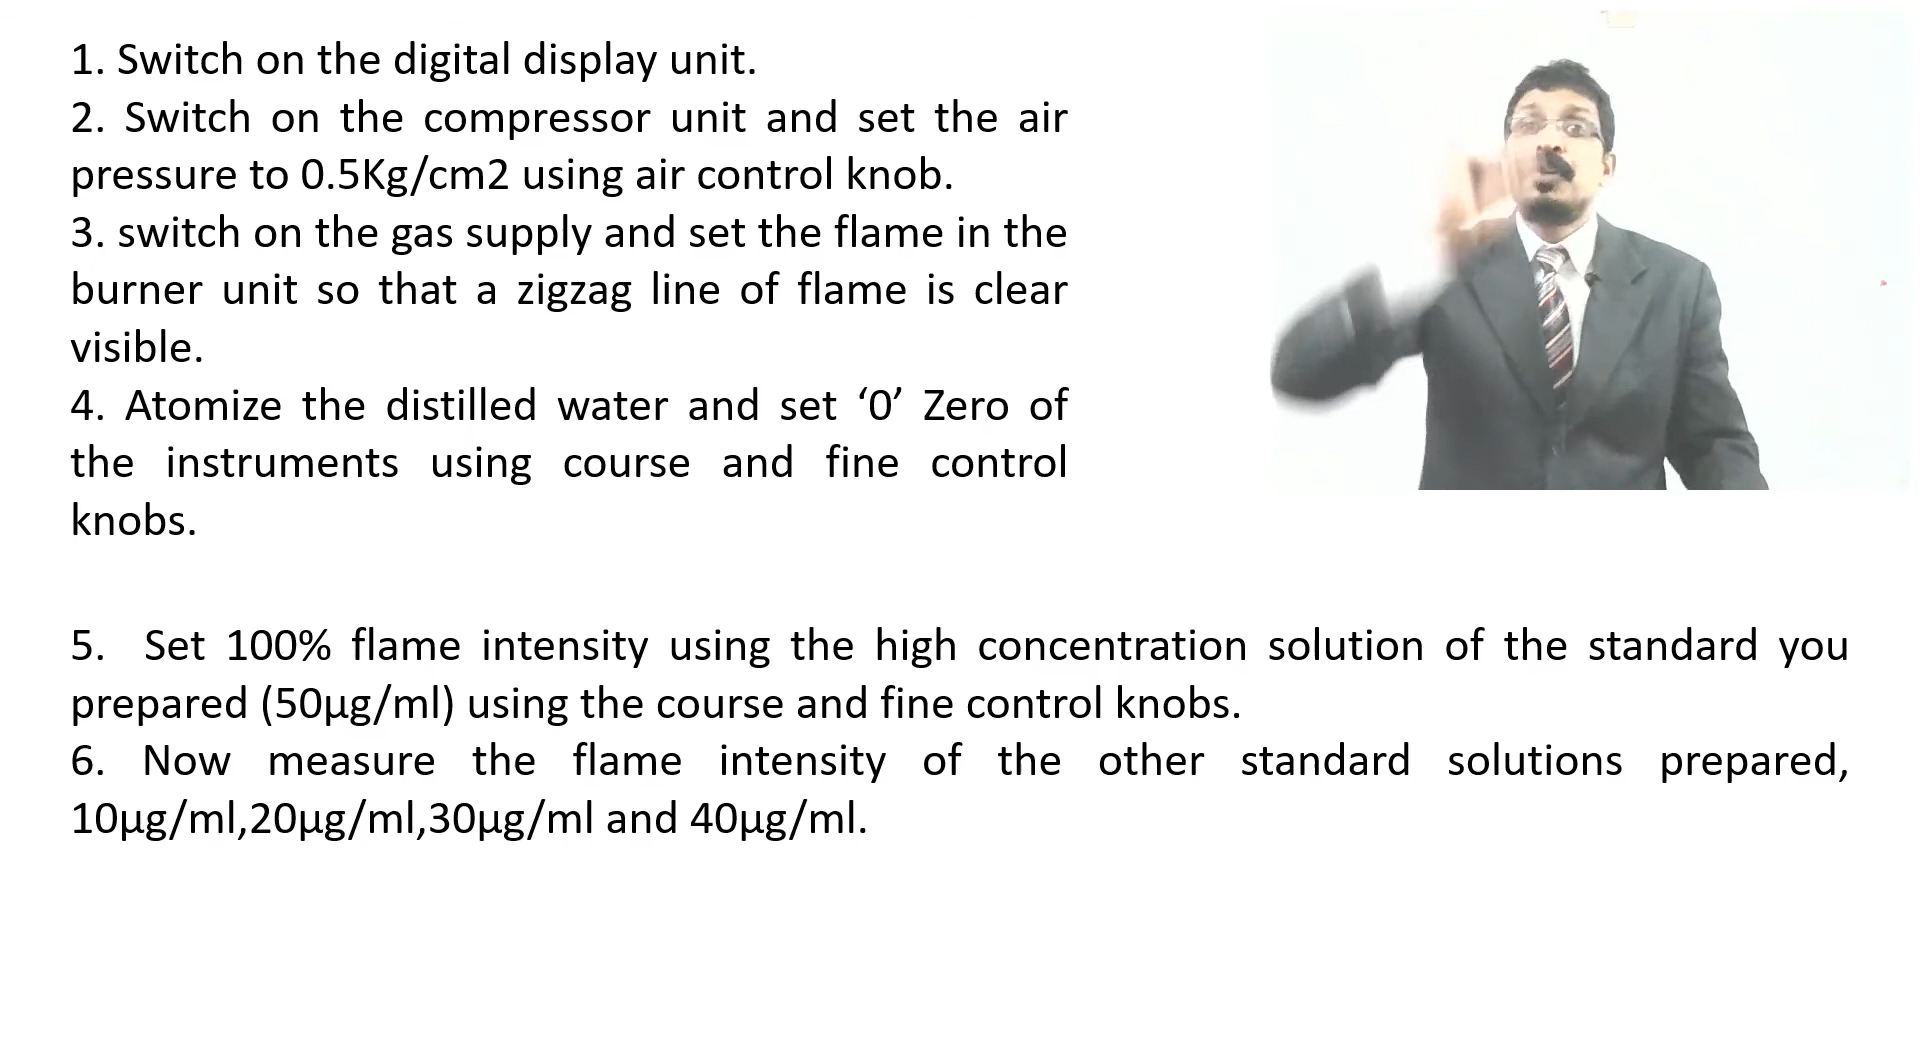 1. Switch on the digital display unit.
2. Switch on the compressor unit and set the air
pressure to 0.5Kg/cm2 using air control knob.
3. switch on the gas supply and set the flame in the
burner unit so that a zigzag line of flame is clear
visible.
4. Atomize the distilled water and set ‘0’ Zero of
the instruments using course and fine control
knobs.
5. Set 100% flame intensity using the high concentration solution of the standard you
prepared (50µg/ml) using the course and fine control knobs.
6. Now measure the flame intensity of the other standard solutions prepared,
10µg/ml,20µg/ml,30µg/ml and 40µg/ml.